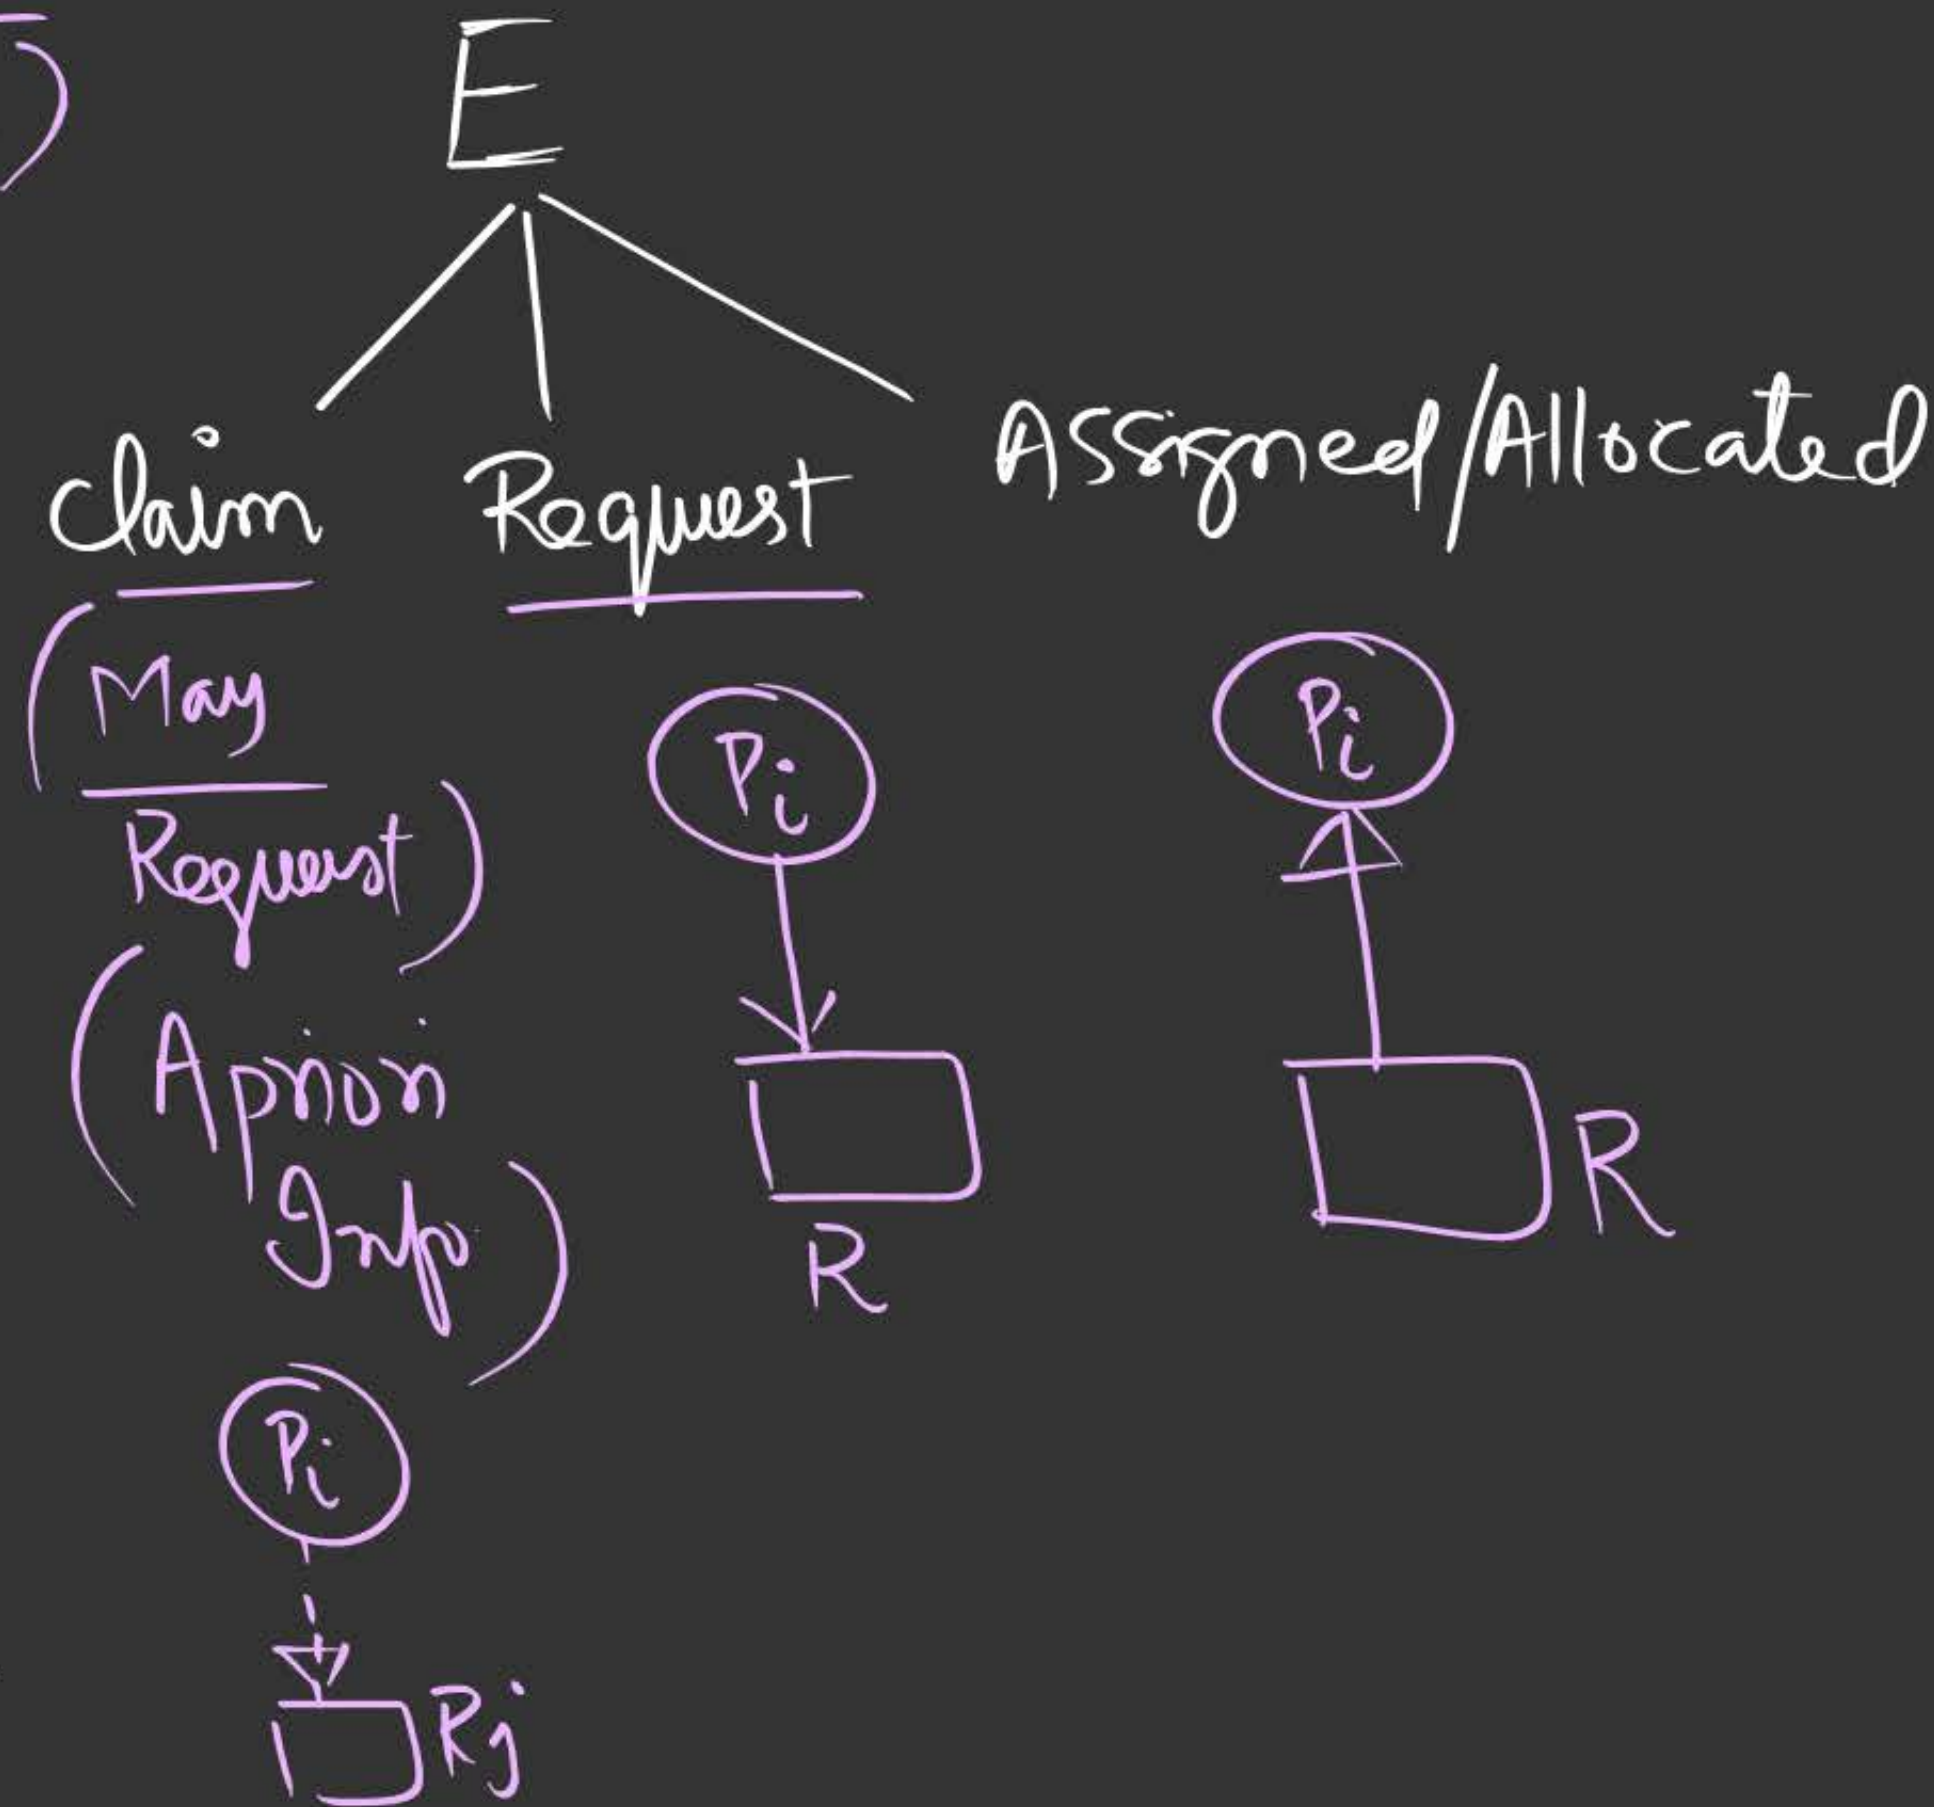 E
Claim Request Assigned/Allocated
(May
Request)
(Apriori
Info)
Pi
Rj
Pi
R
Pi
R